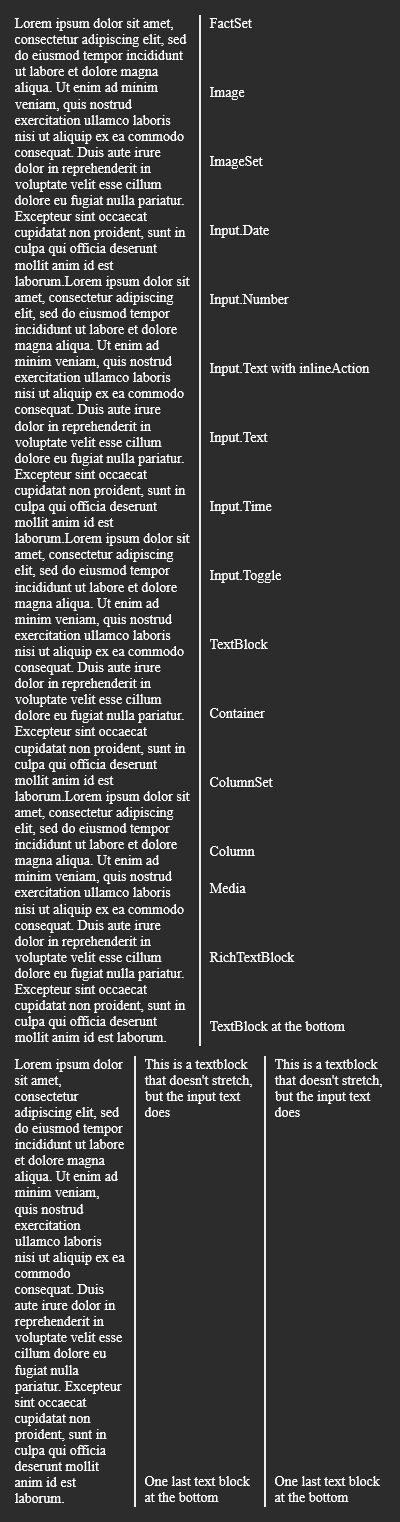 Lorem ipsum dolor sit amet,
consectetur adipiscing elit, sed
do eiusmod tempor incididunt
ut labore et dolore magna
aliqua. Ut enim ad minim
veniam, quis nostrud
exercitation ullamco laboris
nisi ut aliquip ex ea commodo
consequat. Duis aute irure
dolor in reprehenderit in
voluptate velit esse cillum
dolore eu fugiat nulla pariatur.
Excepteur sint occaecat
cupidatat non proident, sunt in
culpa qui officia deserunt
mollit anim id est
laborum.Lorem ipsum dolor sit
amet, consectetur adipiscing
elit, sed do eiusmod tempor
incididunt ut labore et dolore
magna aliqua. Ut enim ad
minim veniam, quis nostrud
exercitation ullamco laboris
nisi ut aliquip ex ea commodo
consequat. Duis aute irure
dolor in reprehenderit in
voluptate velit esse cillum
dolore eu fugiat nulla pariatur.
Excepteur sint occaecat
cupidatat non proident, sunt in
culpa qui officia deserunt
mollit anim id est
laborum.Lorem ipsum dolor sit
amet, consectetur adipiscing
elit, sed do eiusmod tempor
incididunt ut labore et dolore
magna aliqua. Ut enim ad
minim veniam, quis nostrud
exercitation ullamco laboris
nisi ut aliquip ex ea commodo
consequat. Duis aute irure
dolor in reprehenderit in
voluptate velit esse cillum
dolore eu fugiat nulla pariatur.
Excepteur sint occaecat
cupidatat non proident, sunt in
culpa qui officia deserunt
mollit anim id est
laborum.Lorem ipsum dolor sit
amet, consectetur adipiscing
elit, sed do eiusmod tempor
incididunt ut labore et dolore
magna aliqua. Ut enim ad
minim veniam, quis nostrud
exercitation ullamco laboris
nisi ut aliquip ex ea commodo
consequat. Duis aute irure
dolor in reprehenderit in
voluptate velit esse cillum
dolore eu fugiat nulla pariatur.
Excepteur sint occaecat
cupidatat non proident, sunt in
culpa qui officia deserunt
mollit anim id est laborum.
FactSet
Image
ImageSet
Input.Date
Input.Number
Input.Text with inlineAction
Input.Text
Input.Time
Input.Toggle
TextBlock
Container
ColumnSet
Column
Media
RichTextBlock
TextBlock at the bottom
Lorem ipsum dolor
sit amet,
consectetur
adipiscing elit, sed
do eiusmod tempor
incididunt ut labore
et dolore magna
aliqua. Ut enim ad
minim veniam,
quis nostrud
exercitation
ullamco laboris
nisi ut aliquip ex ea
commodo
consequat. Duis
aute irure dolor in
reprehenderit in
voluptate velit esse
cillum dolore eu
fugiat nulla
pariatur. Excepteur
sint occaecat
cupidatat non
proident, sunt in
culpa qui officia
deserunt mollit
anim id est
laborum.
This is a textblock
that doesn't stretch,
but the input text
does
One last text block
at the bottom
This is a textblock
that doesn't stretch,
but the input text
does
One last text block
at the bottom